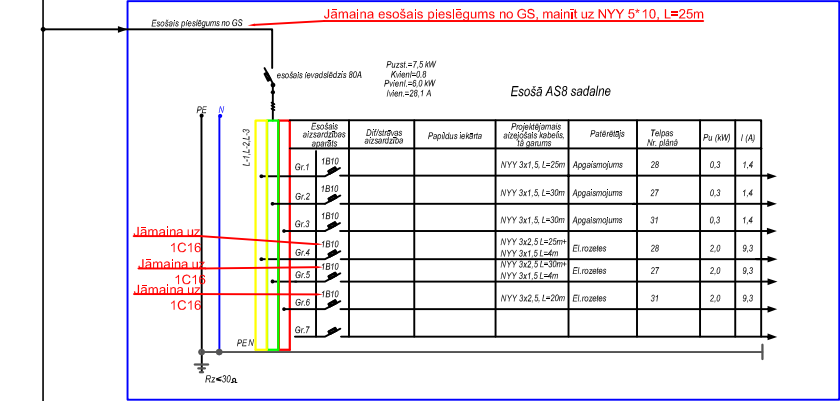 Jāmaina esošais pieslēgums no GS, mainīt uz NYY 5*10, L=25m
Esošais pieslēgums no GS
esošais ievadslēdzis 80A
Puzst.=7,5 kW
Kvienl=0.8
Pvienl.=6,0 kW
Ivien.=28,1 A
Esošā AS8 sadalne
PE
N
L-1,L-2,L-3
Esošais aizsardzības aparāts
Dif/strāvas aizsardzība
Papildus iekārta
Projektējamais aizejošais kabelis, tā garums
Patērētājs
Telpas Nr. plānā
Pu (kW)
I (A)
Gr.1 1B10 NYY 3x1,5, L=25m Apgaismojums 28 0,3 1,4
Gr.2 1B10 NYY 3x1,5, L=30m Apgaismojums 27 0,3 1,4
Gr.3 1B10 NYY 3x1,5, L=30m Apgaismojums 31 0,3 1,4
Jāmaina uz 1C16
Gr.4 1B10 NYY 3x2,5 L=25m+ NYY 3x1,5 L=4m El.rozetes 28 2,0 9,3
Jāmaina uz 1C16
Gr.5 1B10 NYY 3x2,5 L=30m+ NYY 3x1,5 L=4m El.rozetes 27 2,0 9,3
Jāmaina uz 1C16
Gr.6 1B10 NYY 3x2,5, L=20m El.rozetes 31 2,0 9,3
Gr.7
PEN
Rz≤30Ω